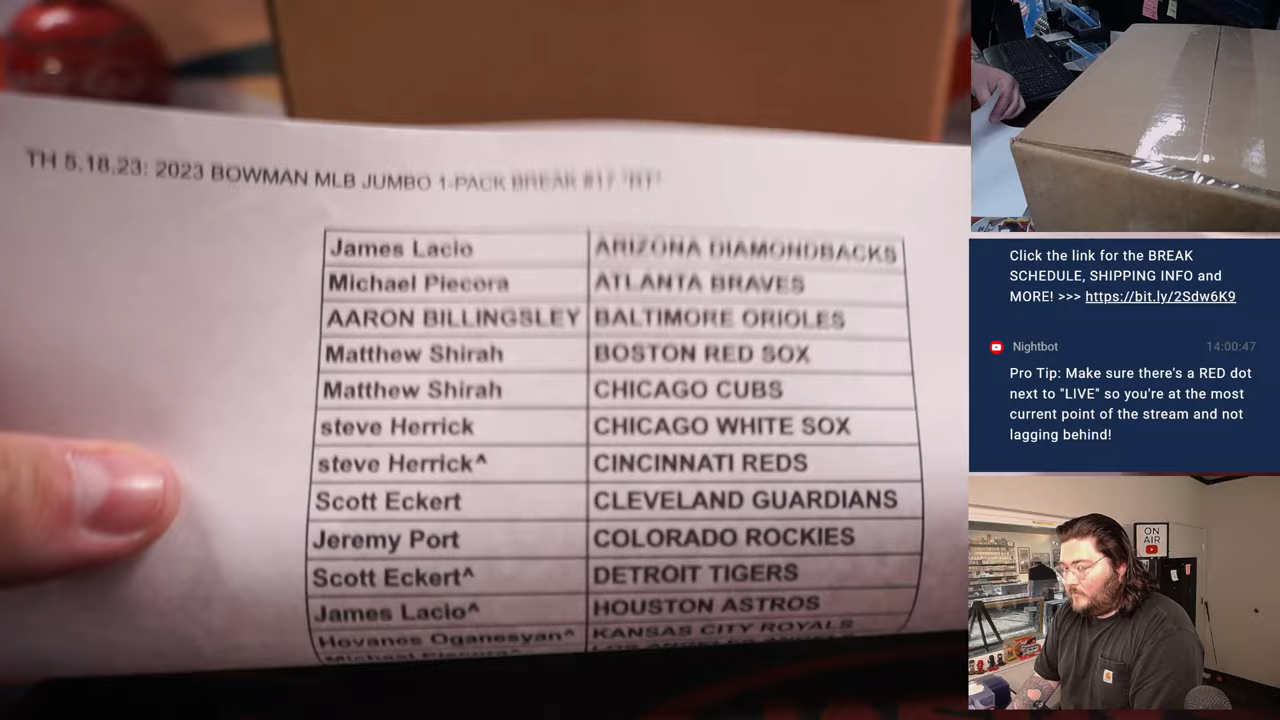 TH 5.18.23: 2023 BOWMAN MLB JUMBO 1-PACK BREAK #17 "RT"
James Lacio ARIZONA DIAMONDBACKS
Michael Piecora ATLANTA BRAVES
AARON BILLINGSLEY BALTIMORE ORIOLES
Matthew Shirah BOSTON RED SOX
Matthew Shirah CHICAGO CUBS
steve Herrick CHICAGO WHITE SOX
steve Herrick^ CINCINNATI REDS
Scott Eckert CLEVELAND GUARDIANS
Jeremy Port COLORADO ROCKIES
Scott Eckert^ DETROIT TIGERS
James Lacio^ HOUSTON ASTROS
Hovanes Oganesyan^ KANSAS CITY ROYALS
Click the link for the BREAK
SCHEDULE, SHIPPING INFO and
MORE! >>> https://bit.ly/2Sdw6K9
Nightbot 14:00:47
Pro Tip: Make sure there's a RED dot
next to "LIVE" so you're at the most
current point of the stream and not
lagging behind!
ON
AIR